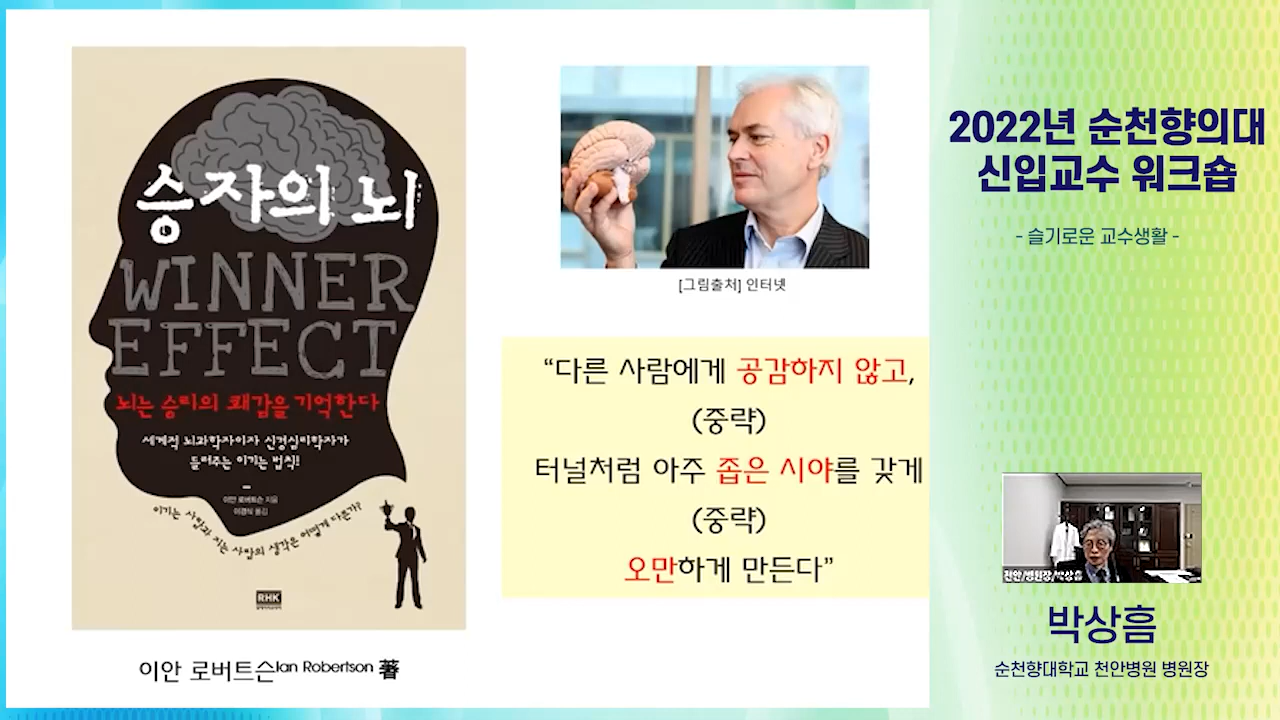 승자의 뇌
WINNER
EFFECT
뇌는 승리의 쾌감을 기억한다
세계적 뇌과학자이자 신경심리학자가
들려주는 이기는 법칙!
이안 로버트슨 지음
이경식 옮김
이기는 사람과 지는 사람의 생각은 어떻게 다른가?
RHK
이안 로버트슨Ian Robertson 著
[그림출처] 인터넷
“다른 사람에게 공감하지 않고,
(중략)
터널처럼 아주 좁은 시야를 갖게
(중략)
오만하게 만든다”
2022년 순천향의대
신입교수 워크숍
- 슬기로운 교수생활 -
천안/병원장/박상흠
박상흠
순천향대학교 천안병원 병원장